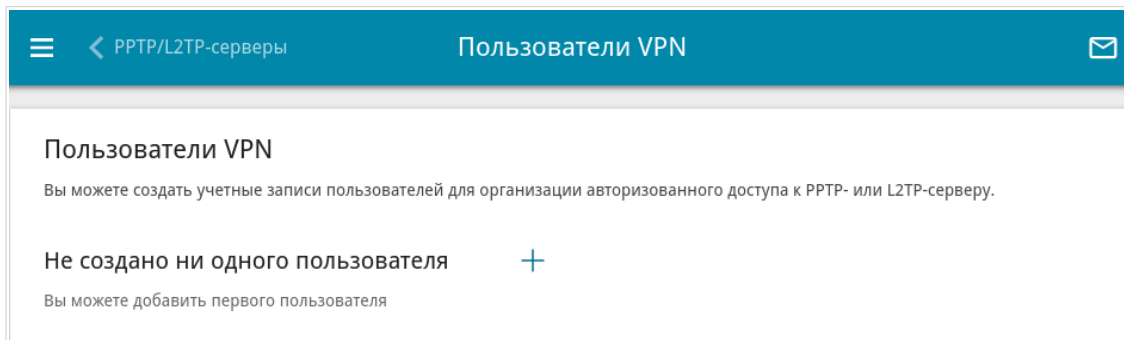 PPTP/L2TP-серверы
Пользователи VPN
Пользователи VPN
Вы можете создать учетные записи пользователей для организации авторизованного доступа к PPTP- или L2TP-серверу.
Не создано ни одного пользователя
Вы можете добавить первого пользователя